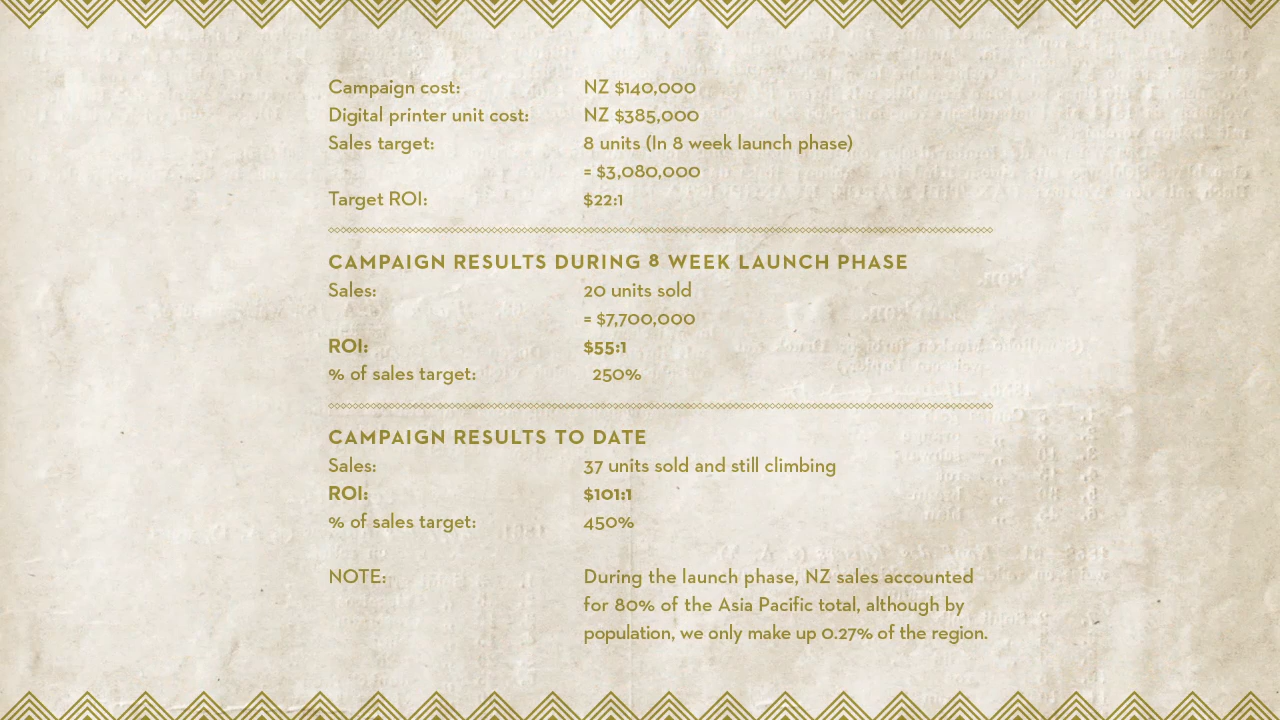 Campaign cost: NZ $140,000
Digital printer unit cost: NZ $385,000
Sales target: 8 units (In 8 week launch phase)
= $3,080,000
Target ROI: $22:1
CAMPAIGN RESULTS DURING 8 WEEK LAUNCH PHASE
Sales: 20 units sold
= $7,700,000
ROI: $55:1
% of sales target: 250%
CAMPAIGN RESULTS TO DATE
Sales: 37 units sold and still climbing
ROI: $101:1
% of sales target: 450%
NOTE: During the launch phase, NZ sales accounted
for 80% of the Asia Pacific total, although by
population, we only make up 0.27% of the region.